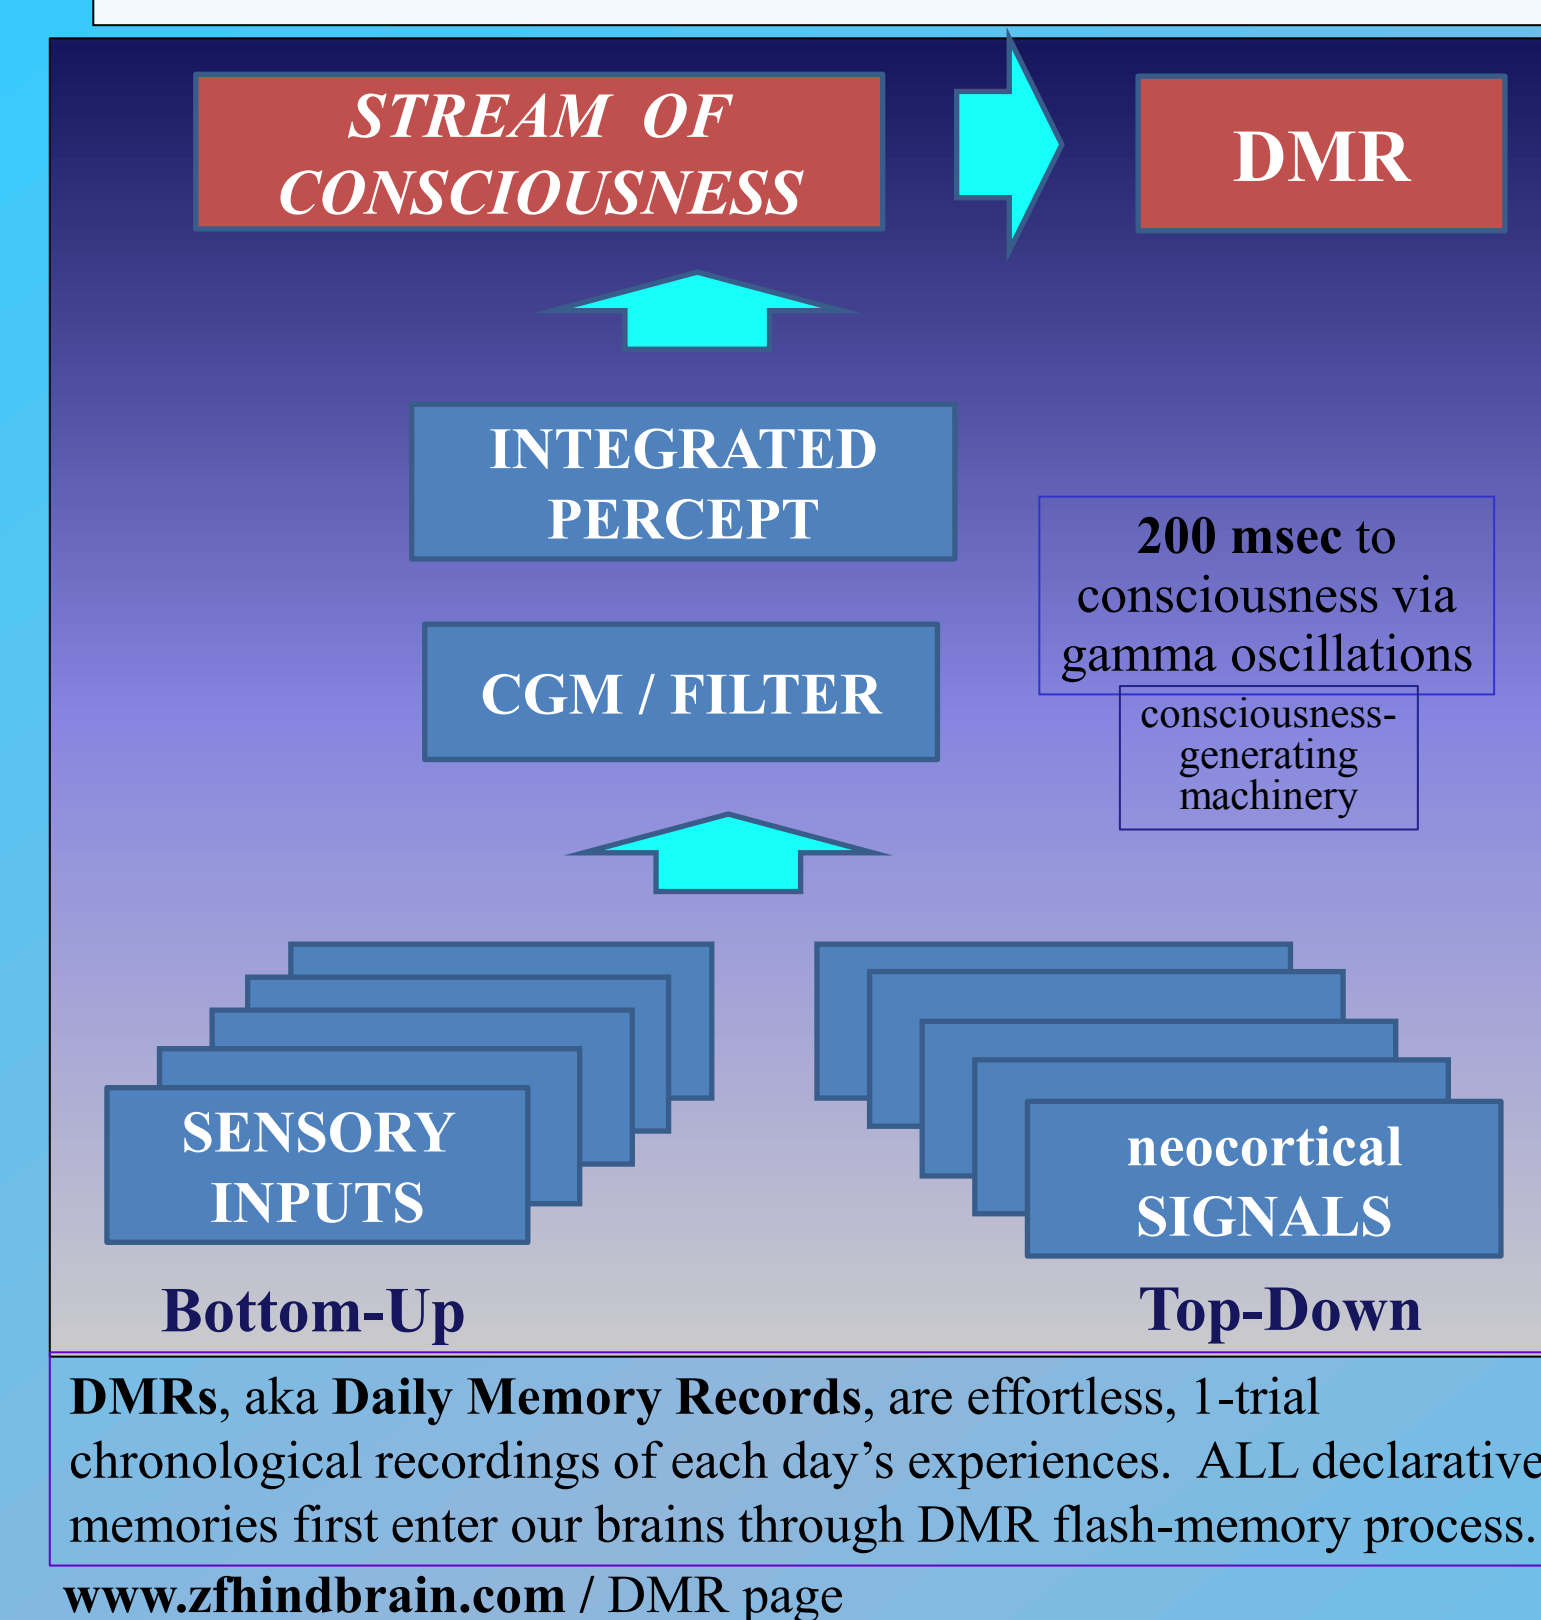 STREAM OF
CONSCIOUSNESS
DMR
INTEGRATED
PERCEPT
200 msec to
consciousness via
gamma oscillations
CGM / FILTER
consciousness-
generating
machinery
SENSORY
INPUTS
neocortical
SIGNALS
Bottom-Up
Top-Down
DMRs, aka Daily Memory Records, are effortless, 1-trial
chronological recordings of each day’s experiences.  ALL declarative
memories first enter our brains through DMR flash-memory process.
www.zfhindbrain.com / DMR page